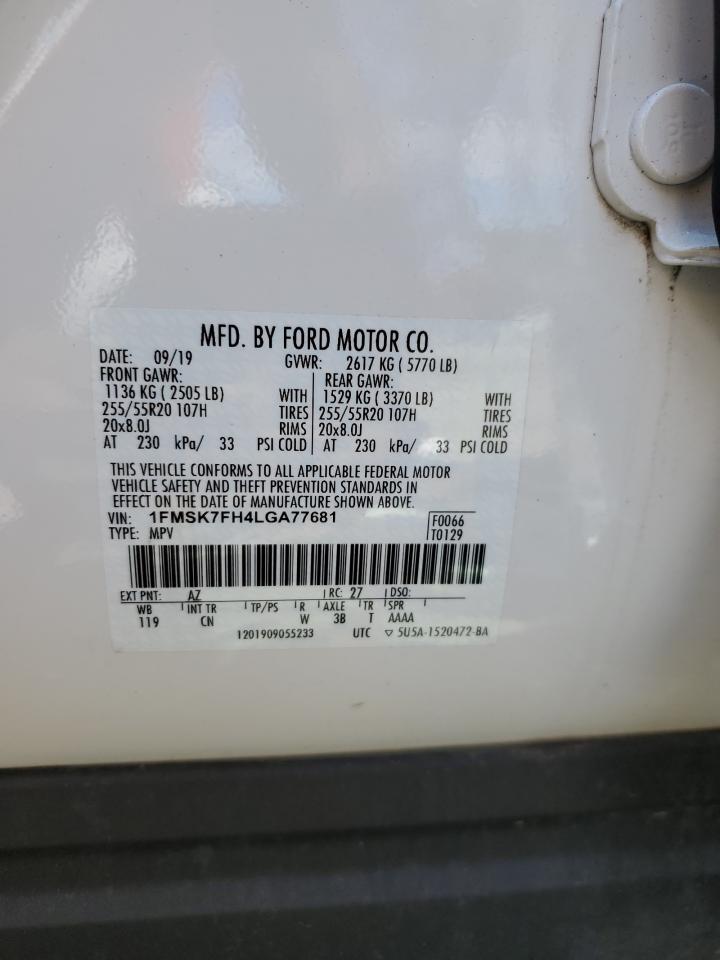 MFD. BY FORD MOTOR CO.
DATE: 09/19 GVWR: 2617 KG ( 5770 LB)
FRONT GAWR: REAR GAWR:
1136 KG ( 2505 LB) WITH 1529 KG ( 3370 LB) WITH
255/55R20 107H TIRES 255/55R20 107H TIRES
20x8.0J RIMS 20x8.0J RIMS
AT 230 kPa/ 33 PSI COLD AT 230 kPa/ 33 PSI COLD
THIS VEHICLE CONFORMS TO ALL APPLICABLE FEDERAL MOTOR
VEHICLE SAFETY AND THEFT PREVENTION STANDARDS IN
EFFECT ON THE DATE OF MANUFACTURE SHOWN ABOVE.
VIN: 1FMSK7FH4LGA77681 F0066
TYPE: MPV T0129
EXT PNT: AZ RC: 27 DSO:
WB INT TR TP/PS R AXLE TR SPR
119 CN W 3B T AAAA
1201909055233 UTC ▽ 5U5A-1520472-BA